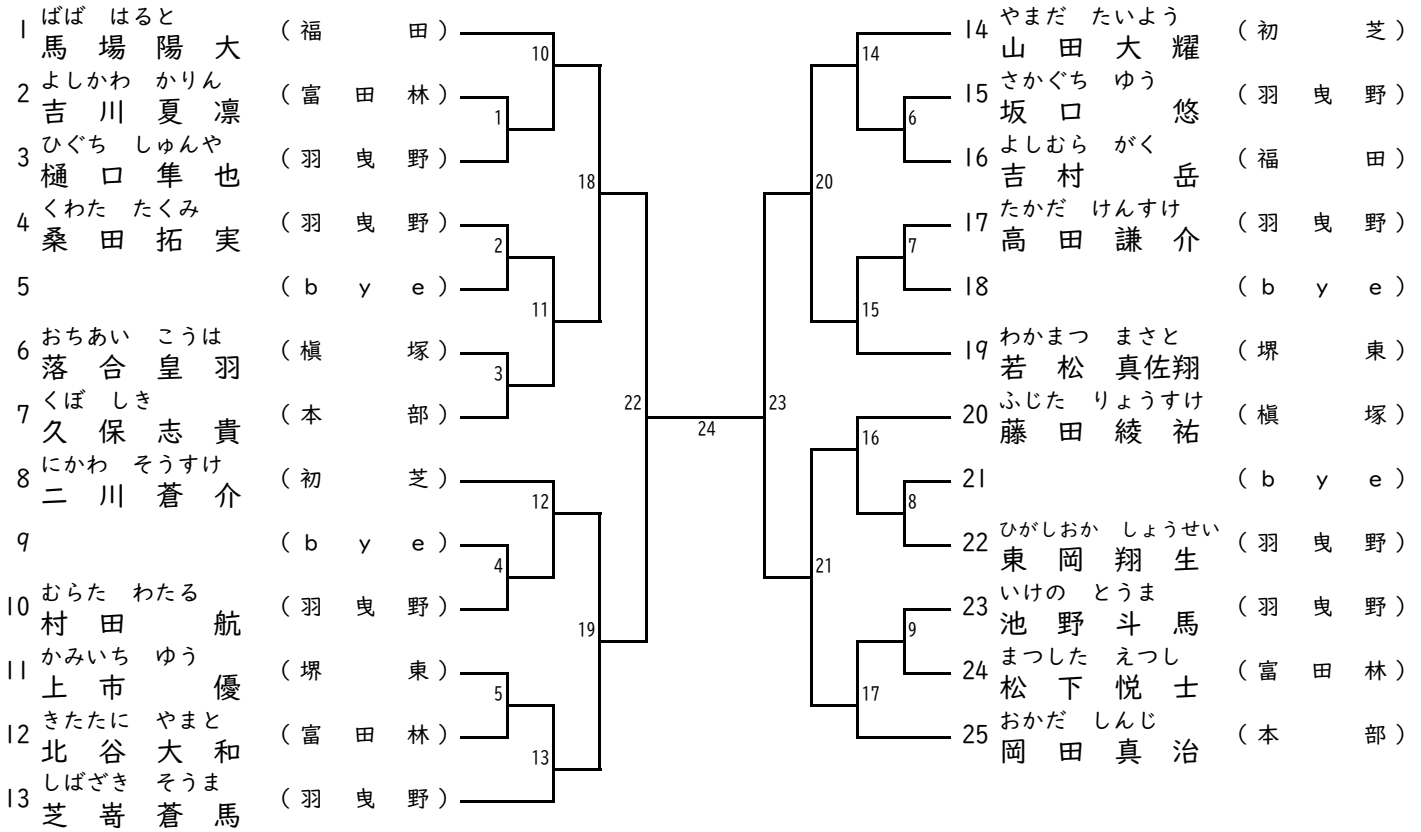 ばば　はると
1 馬場陽大 (福田)
よしかわ　かりん
2 吉川夏凛 (富田林)
ひぐち　しゅんや
3 樋口隼也 (羽曳野)
くわた　たくみ
4 桑田拓実 (羽曳野)
5 (bye)
おちあい　こうは
6 落合皇羽 (槇塚)
くぼ　しき
7 久保志貴 (本部)
にかわ　そうすけ
8 二川蒼介 (初芝)
9 (bye)
むらた　わたる
10 村田航 (羽曳野)
かみいち　ゆう
11 上市優 (堺東)
きたたに　やまと
12 北谷大和 (富田林)
しばざき　そうま
13 芝嵜蒼馬 (羽曳野)
10
1
18
2
11
3
22
12
4
19
5
13
24
14
6
20
7
15
23
16
8
21
9
17
やまだ　たいよう
14 山田大耀 (初芝)
さかぐち　ゆう
15 坂口悠 (羽曳野)
よしむら　がく
16 吉村岳 (福田)
たかだ　けんすけ
17 高田謙介 (羽曳野)
18 (bye)
わかまつ　まさと
19 若松真佐翔 (堺東)
ふじた　りょうすけ
20 藤田綾祐 (槇塚)
21 (bye)
ひがしおか　しょうせい
22 東岡翔生 (羽曳野)
いけの　とうま
23 池野斗馬 (羽曳野)
まつした　えつし
24 松下悦士 (富田林)
おかだ　しんじ
25 岡田真治 (本部)